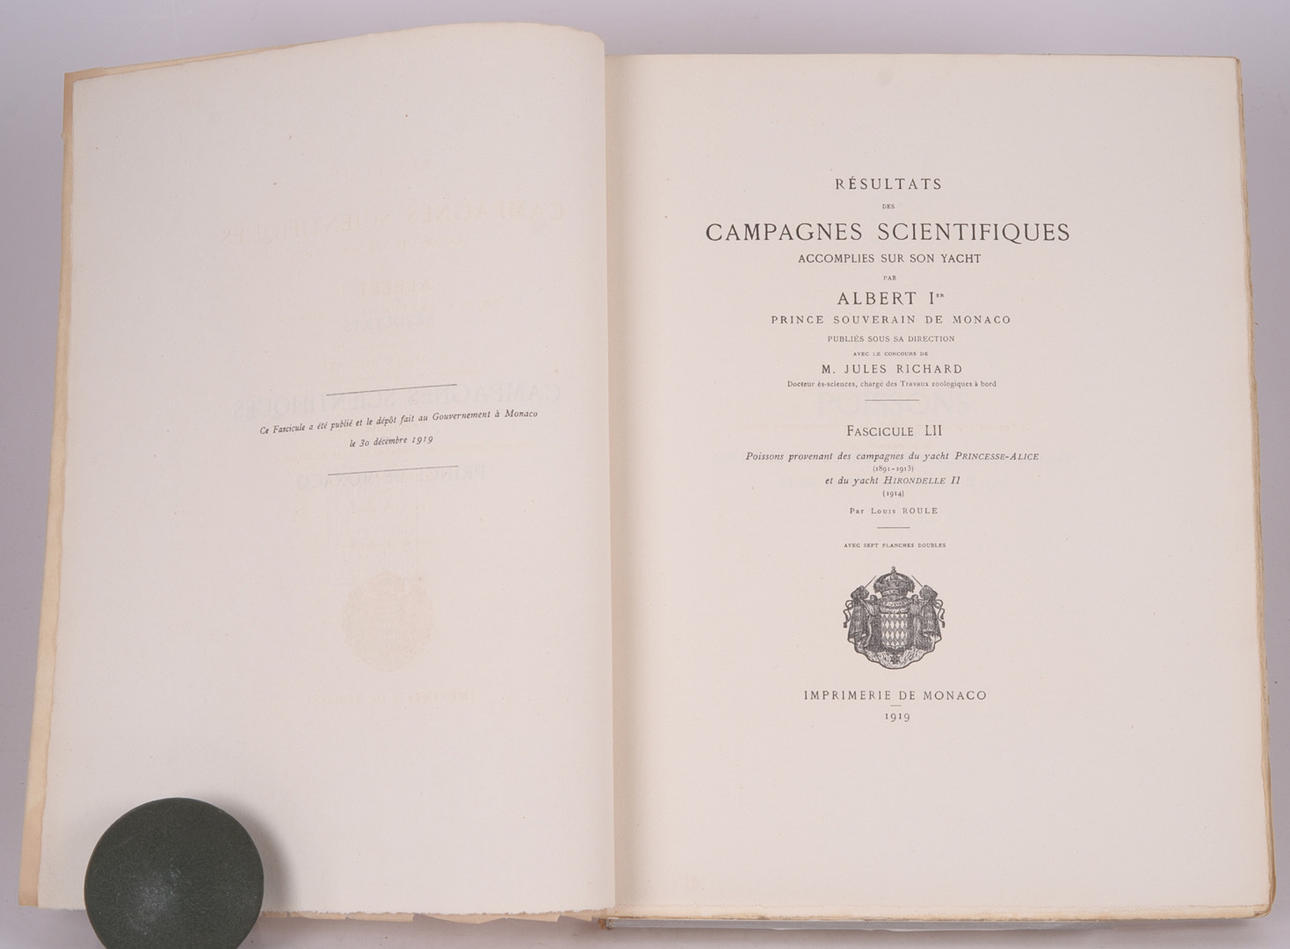 Ce Fascicule a été publié et le dépôt fait au Gouvernement à Monaco
le 30 décembre 1919
RÉSULTATS
DES
CAMPAGNES SCIENTIFIQUES
ACCOMPLIES SUR SON YACHT
PAR
ALBERT Iᴱᴿ
PRINCE SOUVERAIN DE MONACO
PUBLIÉS SOUS SA DIRECTION
AVEC LE CONCOURS DE
M. JULES RICHARD
Docteur ès-sciences, chargé des Travaux zoologiques à bord
FASCICULE LII
Poissons provenant des campagnes du yacht PRINCESSE-ALICE
(1891-1913)
et du yacht HIRONDELLE II
(1914)
Par Louis ROULE
AVEC SEPT PLANCHES DOUBLES
IMPRIMERIE DE MONACO
1919